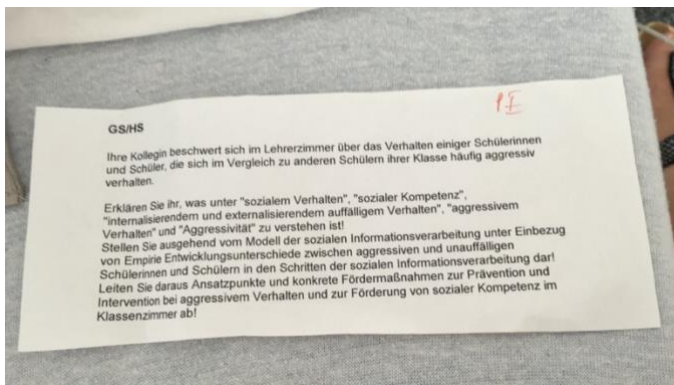 GS/HS
Ihre Kollegin beschwert sich im Lehrerzimmer über das Verhalten einiger Schülerinnen
und Schüler, die sich im Vergleich zu anderen Schülern ihrer Klasse häufig aggressiv
verhalten.
Erklären Sie ihr, was unter "sozialem Verhalten", "sozialer Kompetenz",
"internalisierendem und externalisierendem auffälligem Verhalten", "aggressivem
Verhalten" und "Aggressivität" zu verstehen ist!
Stellen Sie ausgehend vom Modell der sozialen Informationsverarbeitung unter Einbezug
von Empirie Entwicklungsunterschiede zwischen aggressiven und unauffälligen
Schülerinnen und Schülern in den Schritten der sozialen Informationsverarbeitung dar!
Leiten Sie daraus Ansatzpunkte und konkrete Fördermaßnahmen zur Prävention und
Intervention bei aggressivem Verhalten und zur Förderung von sozialer Kompetenz im
Klassenzimmer ab!